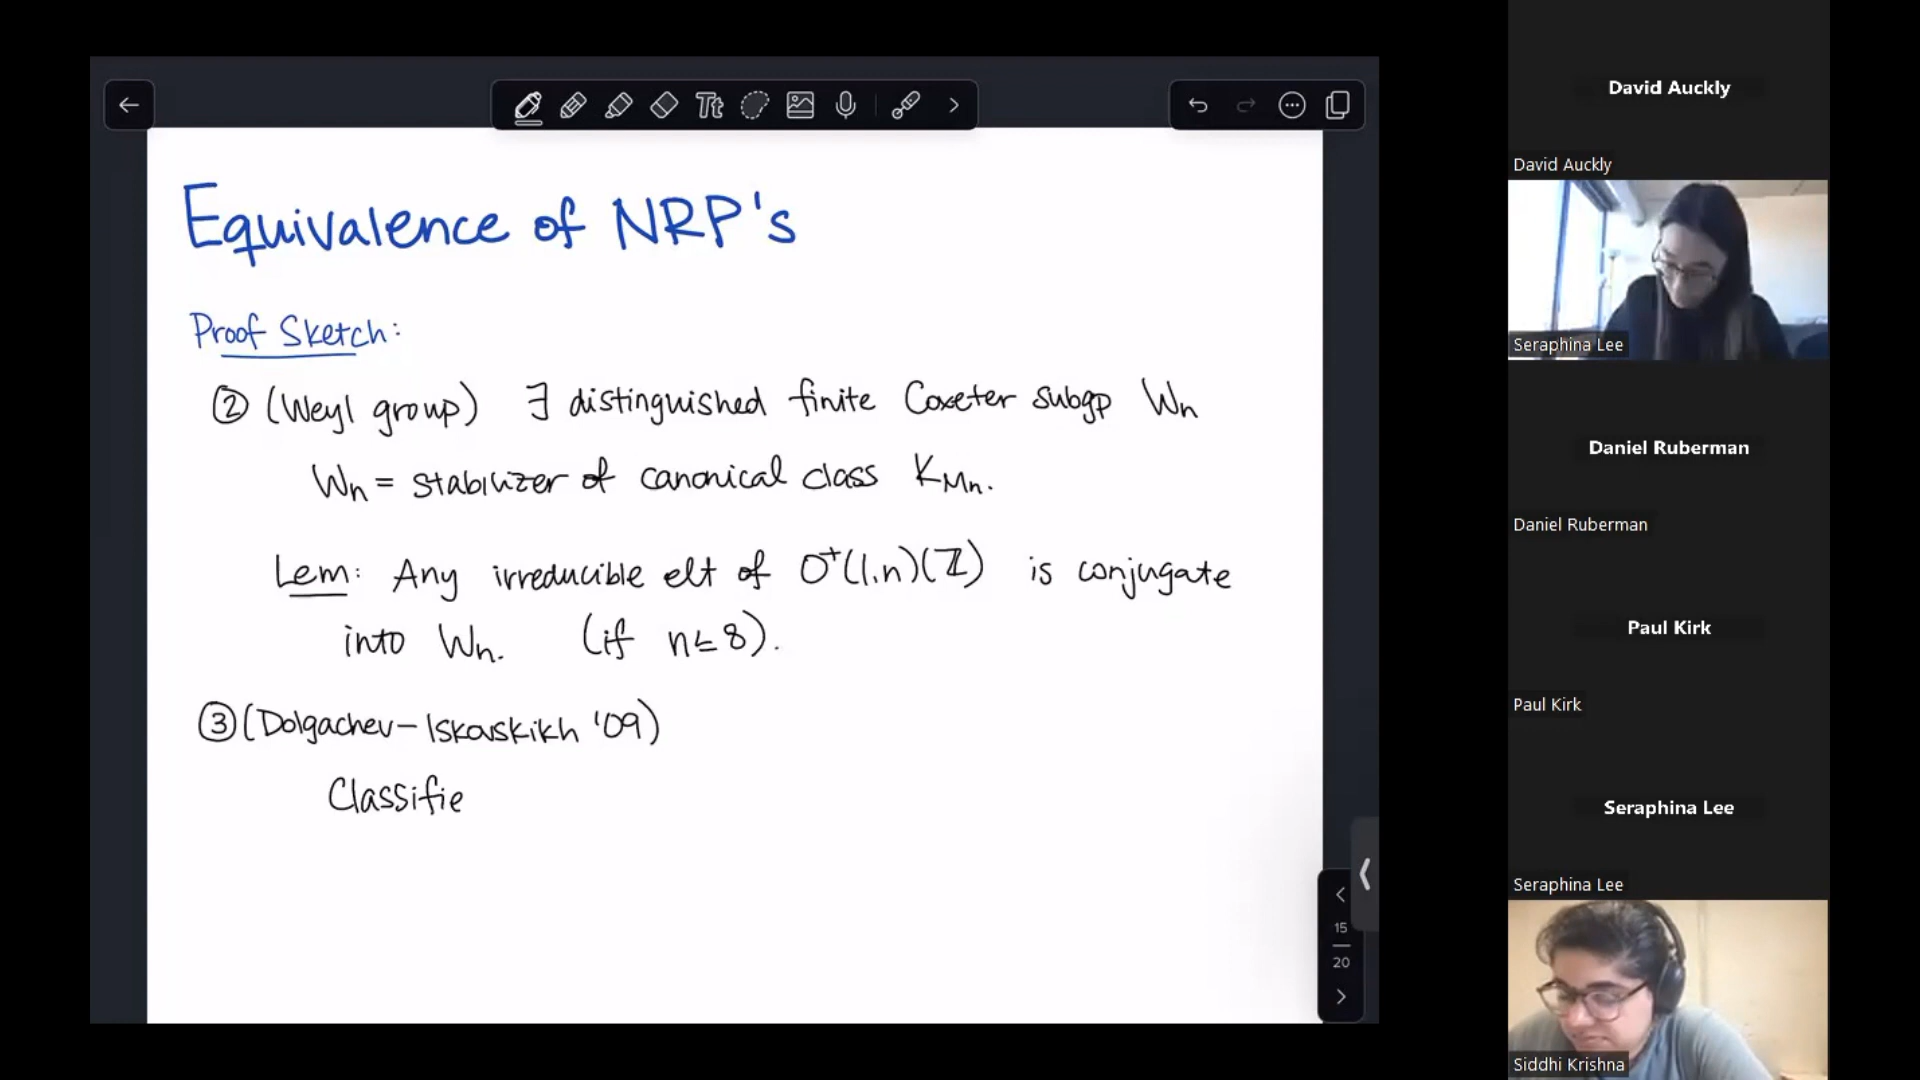 Equivalence of NRP's
Proof Sketch:
② (Weyl group) ∃ distinguished finite Coxeter subgp Wn
Wn = stabilizer of canonical class KMn.
Lem: Any irreducible elt of O⁺(1,n)(ℤ) is conjugate
into Wn. (if n≤8).
③ (Dolgachev-Iskovskikh '09)
Classifie
Tt
15
20
David Auckly
David Auckly
Seraphina Lee
Daniel Ruberman
Daniel Ruberman
Paul Kirk
Paul Kirk
Seraphina Lee
Seraphina Lee
Siddhi Krishna